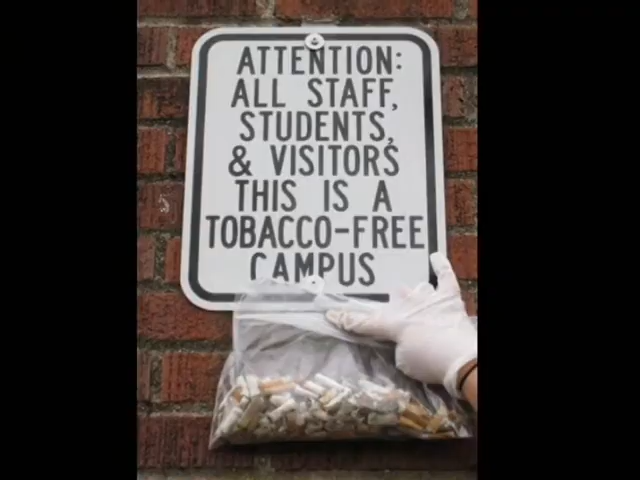 ATTENTION:
ALL STAFF,
STUDENTS,
& VISITORS
THIS IS A
TOBACCO-FREE
CAMPUS